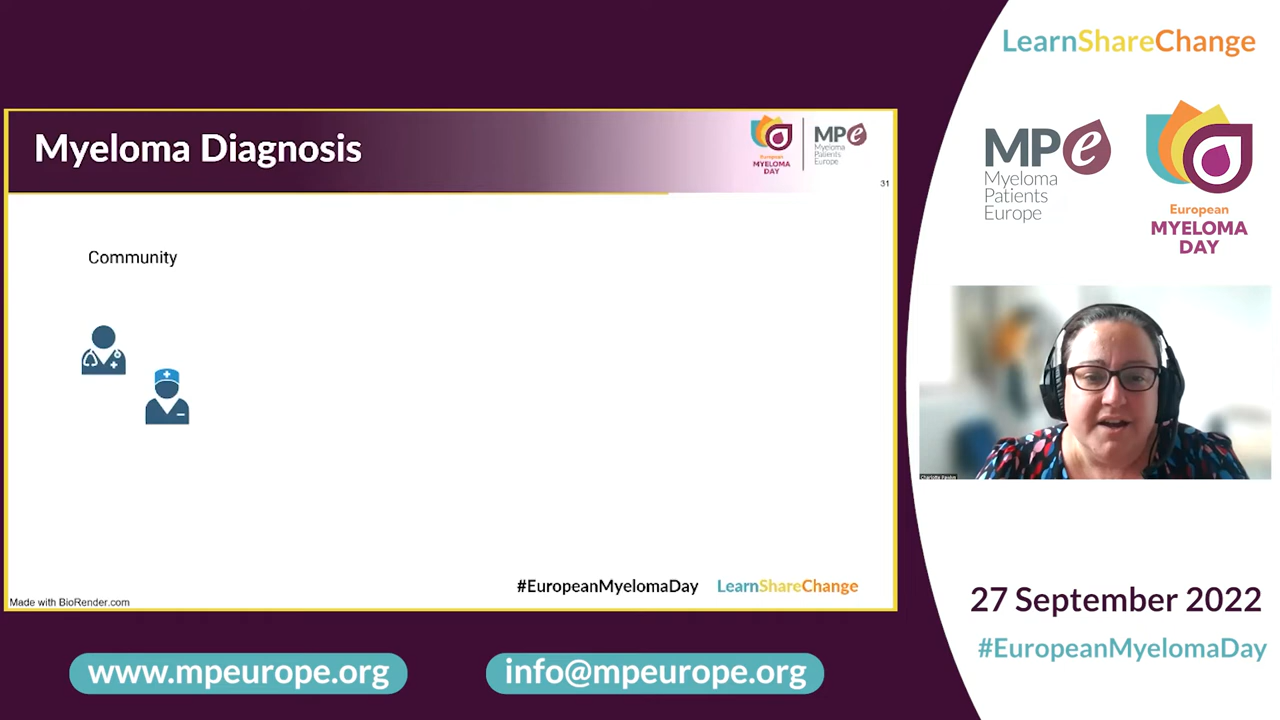 LearnShareChange
MPe
Myeloma
Patients
Europe
European
MYELOMA
DAY
Myeloma Diagnosis
European
MYELOMA
DAY
MPe
Myeloma
Patients
Europe
31
Community
#EuropeanMyelomaDay
LearnShareChange
Made with BioRender.com
27 September 2022
#EuropeanMyelomaDay
www.mpeurope.org
info@mpeurope.org